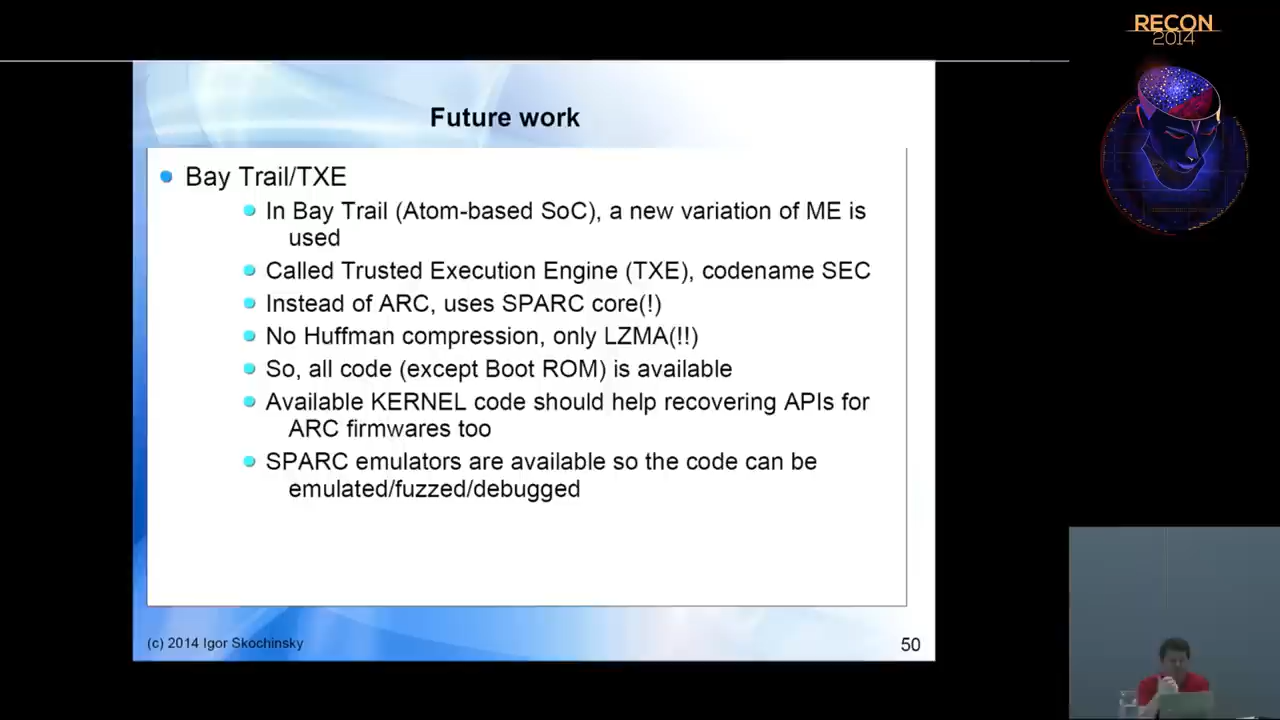 RECON
2014
Future work
Bay Trail/TXE
In Bay Trail (Atom-based SoC), a new variation of ME is
used
Called Trusted Execution Engine (TXE), codename SEC
Instead of ARC, uses SPARC core(!)
No Huffman compression, only LZMA(!!)
So, all code (except Boot ROM) is available
Available KERNEL code should help recovering APIs for
ARC firmwares too
SPARC emulators are available so the code can be
emulated/fuzzed/debugged
(c) 2014 Igor Skochinsky
50